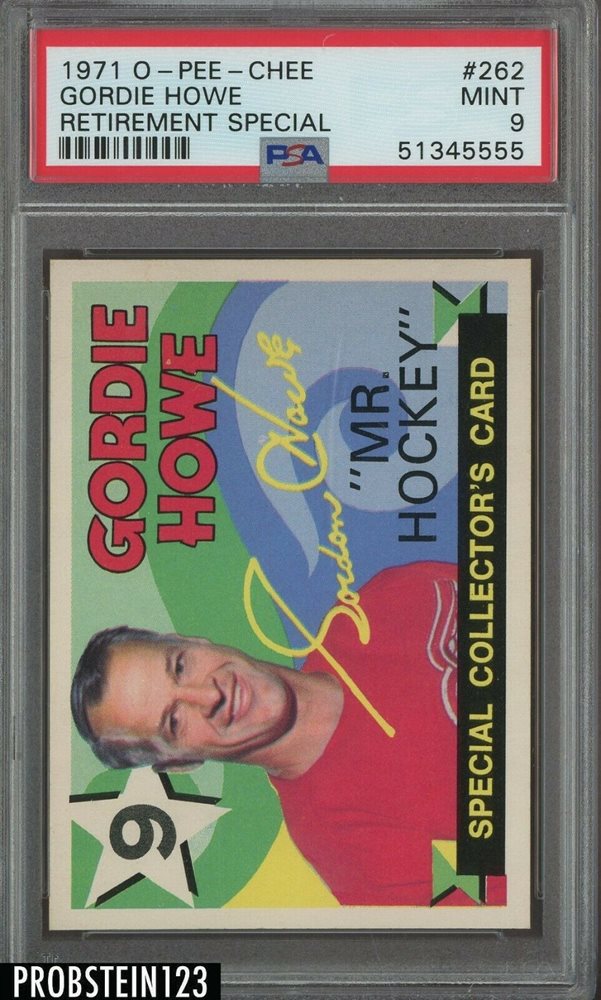 1971 O-PEE-CHEE #262
GORDIE HOWE MINT
RETIREMENT SPECIAL 9
PSA 51345555
GORDIE
HOWE
Gordon Howe
"MR.
HOCKEY"
SPECIAL COLLECTOR'S CARD
9
PROBSTEIN123